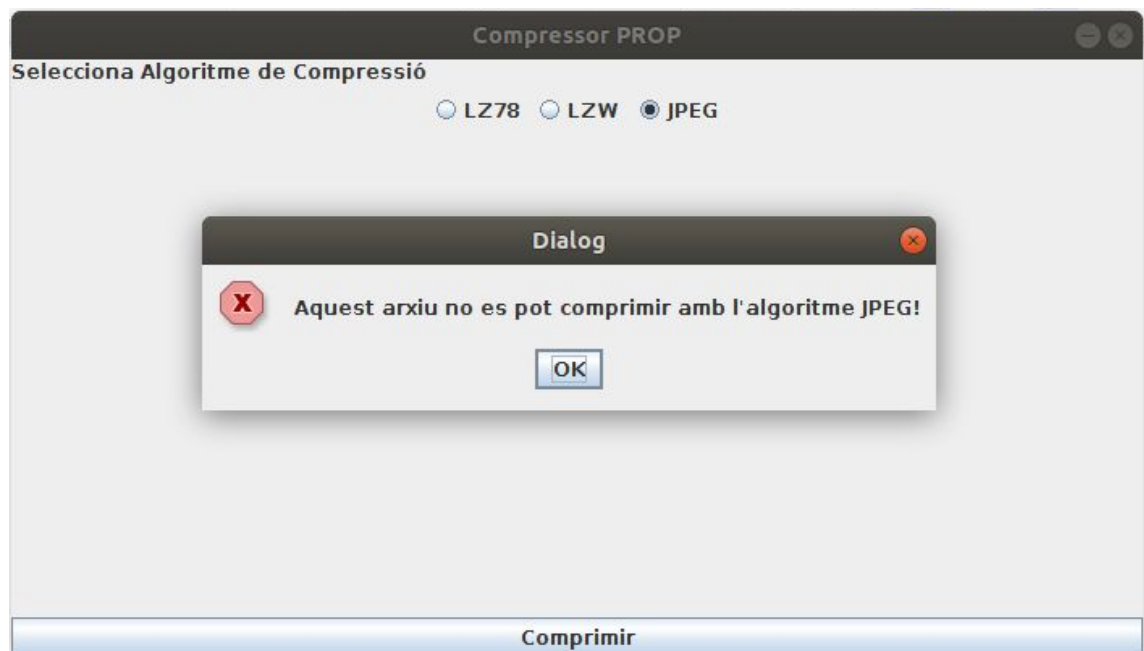 Compressor PROP
Selecciona Algoritme de Compressió
LZ78 LZW JPEG
Dialog
X Aquest arxiu no es pot comprimir amb l'algoritme JPEG!
OK
Comprimir